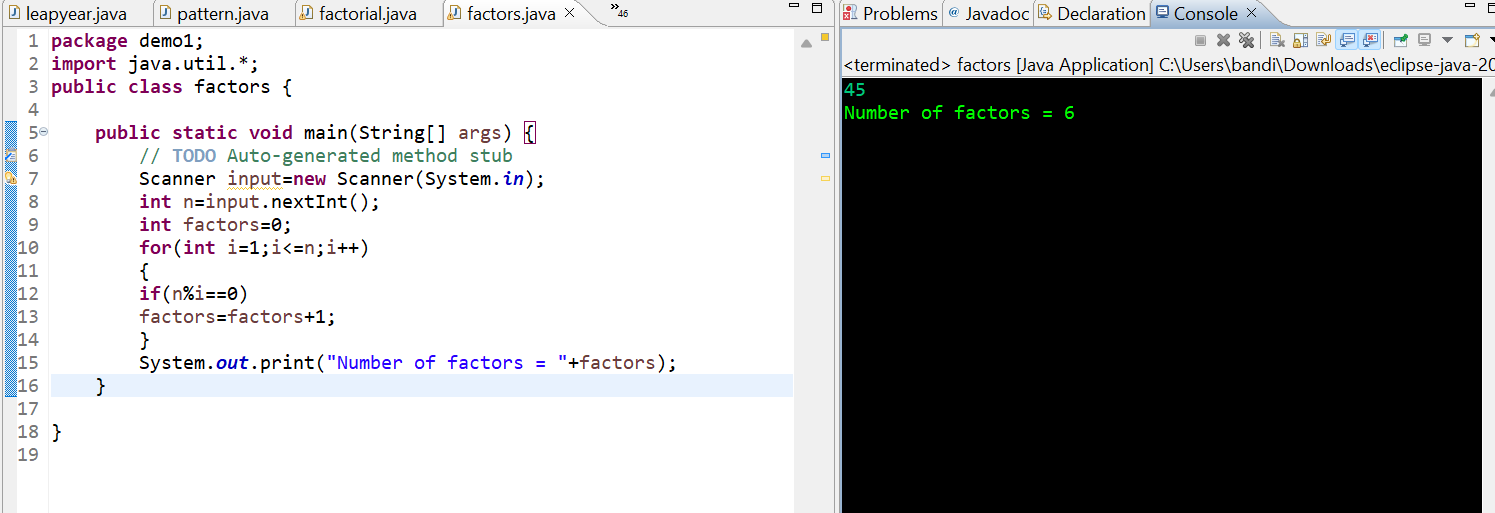 leapyear.java pattern.java factorial.java factors.java »46
1 package demo1;
2 import java.util.*;
3 public class factors {
4
5 public static void main(String[] args) {
6 // TODO Auto-generated method stub
7 Scanner input=new Scanner(System.in);
8 int n=input.nextInt();
9 int factors=0;
10 for(int i=1;i<=n;i++)
11 {
12 if(n%i==0)
13 factors=factors+1;
14 }
15 System.out.print("Number of factors = "+factors);
16 }
17
18 }
19
Problems @ Javadoc Declaration Console
<terminated> factors [Java Application] C:\Users\bandi\Downloads\eclipse-java-20
45
Number of factors = 6